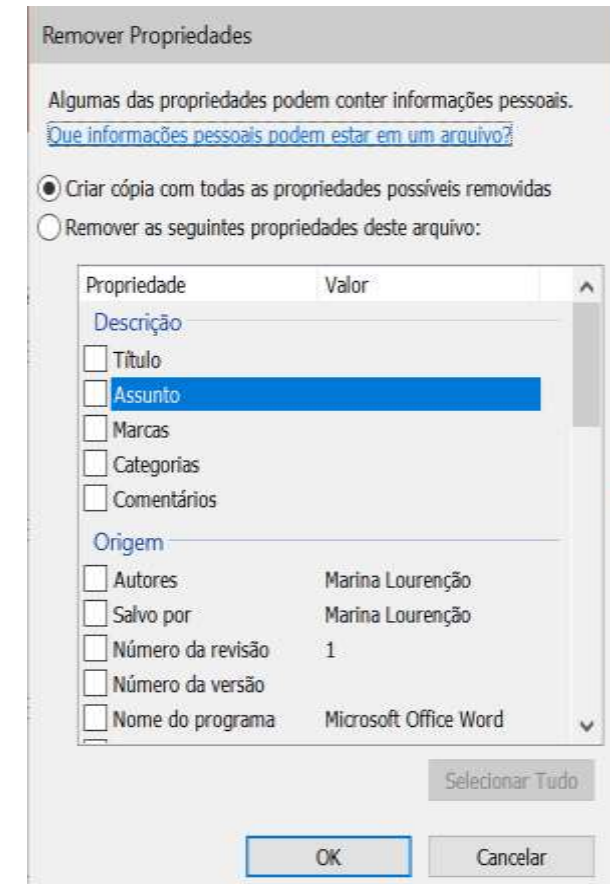 Remover Propriedades
Algumas das propriedades podem conter informações pessoais.
Que informações pessoais podem estar em um arquivo?
Criar cópia com todas as propriedades possíveis removidas
Remover as seguintes propriedades deste arquivo:
Propriedade Valor
Descrição
Título
Assunto
Marcas
Categorias
Comentários
Origem
Autores Marina Lourenção
Salvo por Marina Lourenção
Número da revisão 1
Número da versão
Nome do programa Microsoft Office Word
Selecionar Tudo
OK Cancelar